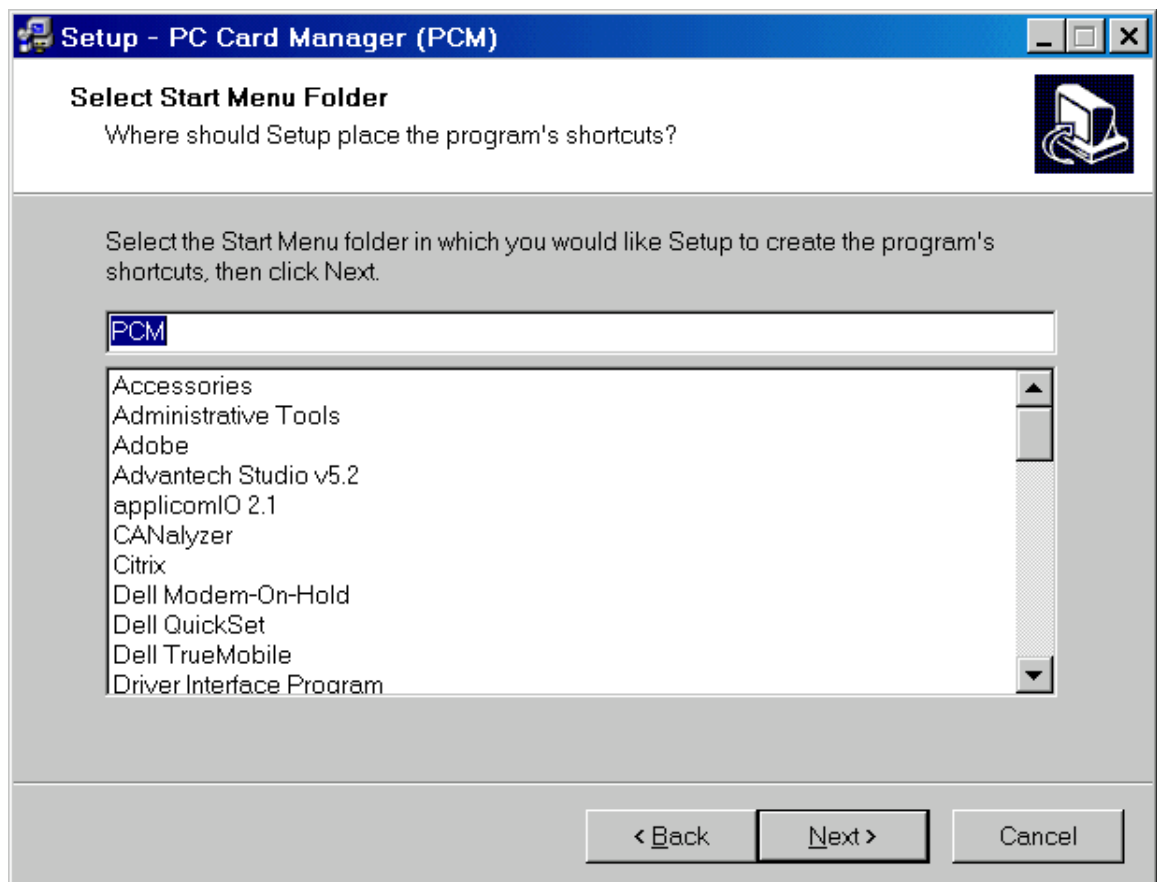 Setup - PC Card Manager (PCM)
Select Start Menu Folder
Where should Setup place the program's shortcuts?
Select the Start Menu folder in which you would like Setup to create the program's
shortcuts, then click Next.
PCM
Accessories
Administrative Tools
Adobe
Advantech Studio v5.2
applicomIO 2.1
CANalyzer
Citrix
Dell Modem-On-Hold
Dell QuickSet
Dell TrueMobile
Driver Interface Program
< Back Next > Cancel